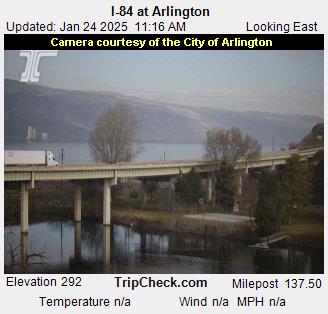 I-84 at Arlington
Updated: Jan 24 2025 11:16 AM Looking East
Camera courtesy of the City of Arlington
Elevation 292 TripCheck.com Milepost 137.50
Temperature n/a Wind n/a MPH n/a